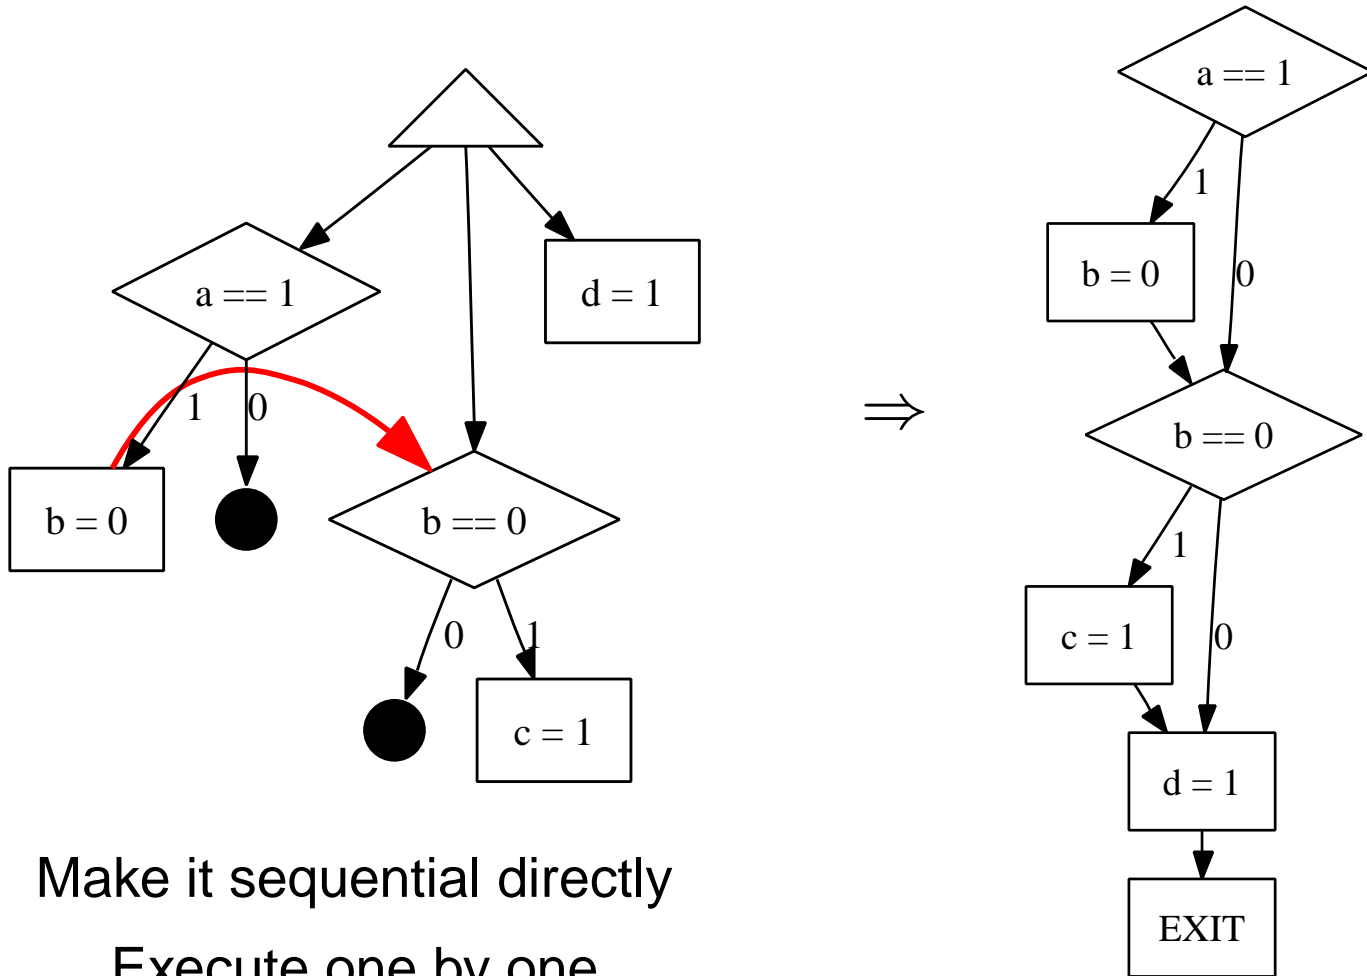 a == 1
d = 1
1
0
b = 0
b == 0
0
1
c = 1
Make it sequential directly
Execute one by one
⇒
a == 1
1
b = 0
0
b == 0
1
c = 1
0
d = 1
EXIT